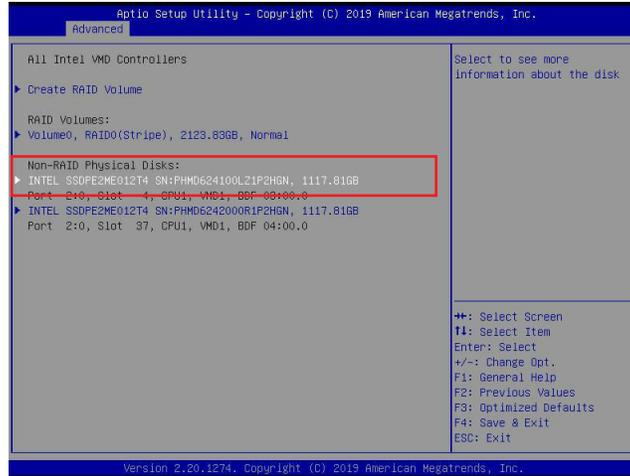 Aptio Setup Utility - Copyright (C) 2019 American Megatrends, Inc.
Advanced
All Intel VMD Controllers
Create RAID Volume
RAID Volumes:
Volume0, RAID0(Stripe), 2123.83GB, Normal
Non-RAID Physical Disks:
INTEL SSDPE2ME012T4 SN:PHMD624100LZ1P2HGN, 1117.81GB
Port 2:0, Slot 4, CPU1, VMD1, BDF 03:00.0
INTEL SSDPE2ME012T4 SN:PHMD6242000R1P2HGN, 1117.81GB
Port 2:0, Slot 37, CPU1, VMD1, BDF 04:00.0
Select to see more
information about the disk
→←: Select Screen
↑↓: Select Item
Enter: Select
+/-: Change Opt.
F1: General Help
F2: Previous Values
F3: Optimized Defaults
F4: Save & Exit
ESC: Exit
Version 2.20.1274. Copyright (C) 2019 American Megatrends, Inc.